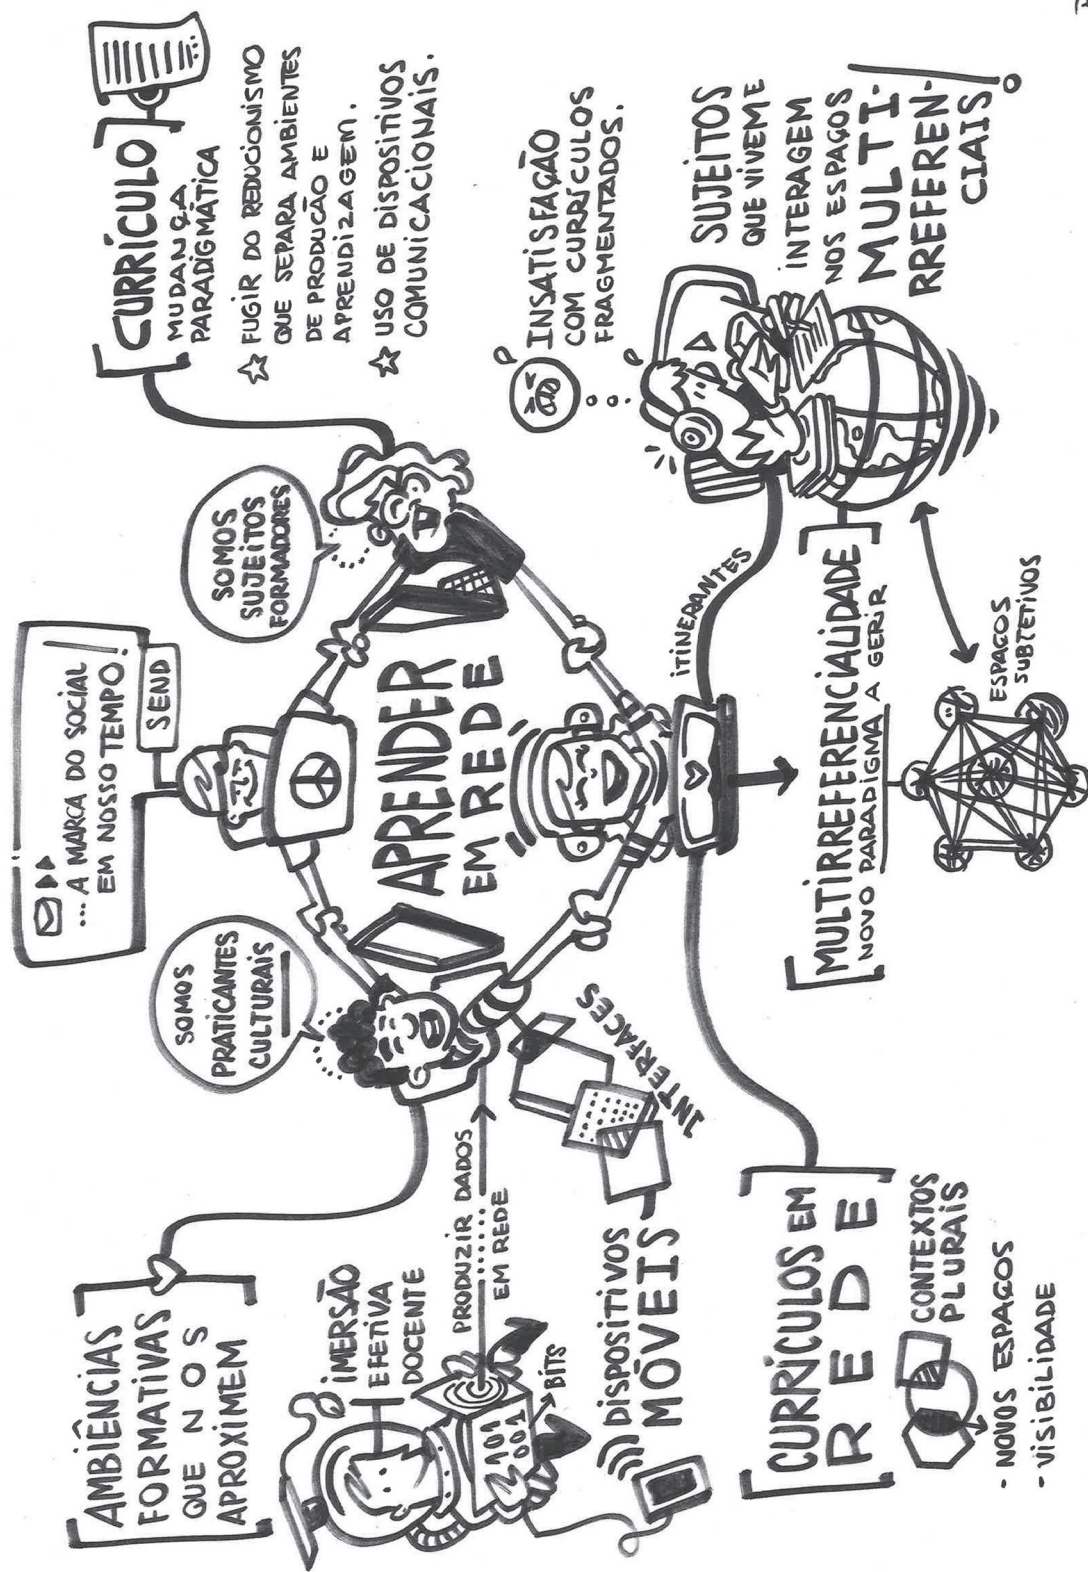 AMBIÊNCIAS
FORMATIVAS
QUE NOS
APROXIMEM
SOMOS
PRATICANTES
CULTURAIS
... A MARCA DO SOCIAL
EM NOSSO TEMPO!
SEND
SOMOS
SUJEITOS
FORMADORES
CURRÍCULO
MUDANÇA
PARADIGMÁTICA
FUGIR DO REDUCIONISMO
QUE SEPARA AMBIENTES
DE PRODUÇÃO E
APRENDIZAGEM.
USO DE DISPOSITIVOS
COMUNICACIONAIS.
APRENDER
EM REDE
IMERSÃO
EFETIVA
DOCENTE
PRODUZIR DADOS
EM REDE
101
001
BITS
INTERFACES
DISPOSITIVOS
MÓVEIS
INSATISFAÇÃO
COM CURRÍCULOS
FRAGMENTADOS.
SUJEITOS
QUE VIVEM E
INTERAGEM
NOS ESPAÇOS
MULTI-
RREFEREN-
CIAIS
ITINERANTES
CURRÍCULOS EM
REDE
CONTEXTOS
PLURAIS
- NOVOS ESPAÇOS
- VISIBILIDADE
MULTIRREFERENCIALIDADE
NOVO PARADIGMA A GERIR
ESPAÇOS
SUBJETIVOS